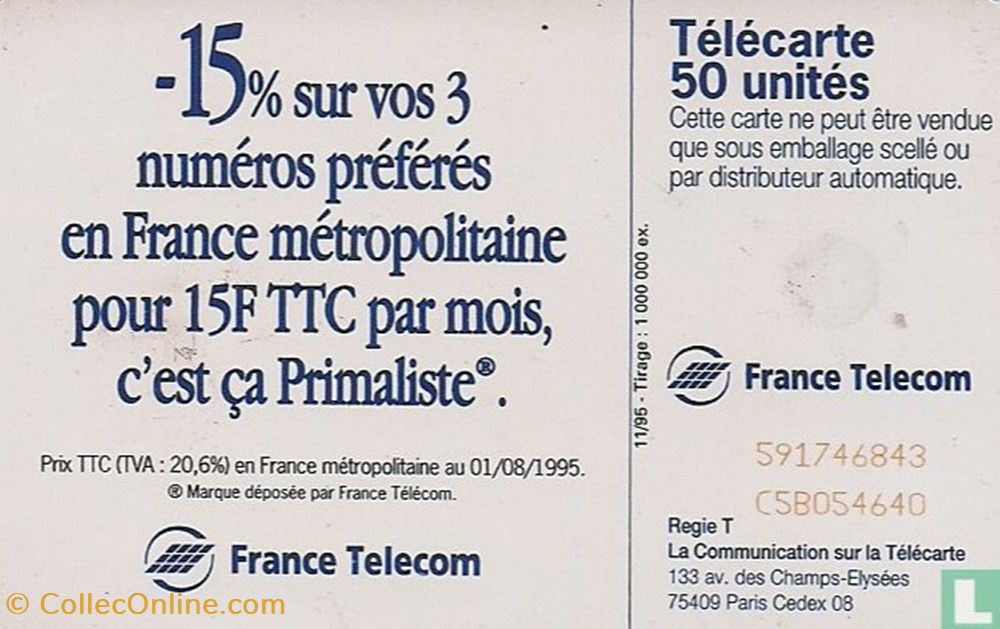 -15% sur vos 3
numéros préférés
en France métropolitaine
pour 15F TTC par mois,
c'est ça Primaliste®.
Prix TTC (TVA : 20,6%) en France métropolitaine au 01/08/1995.
® Marque déposée par France Télécom.
France Telecom
11/95 - Tirage : 1 000 000 ex.
Télécarte
50 unités
Cette carte ne peut être vendue
que sous emballage scellé ou
par distributeur automatique.
France Telecom
591746843
C5B054640
Regie T
La Communication sur la Télécarte
133 av. des Champs-Elysées
75409 Paris Cedex 08
© CollecOnline.com
L